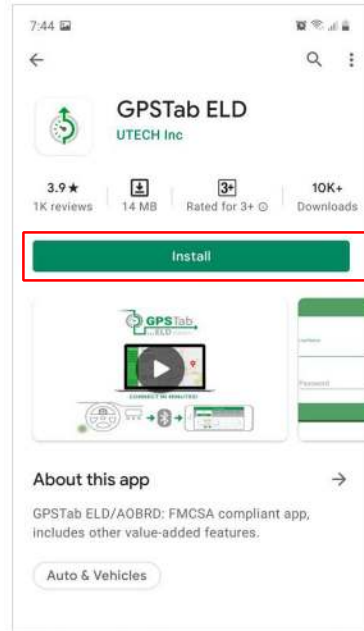 7:44
GPSTab ELD
UTECH Inc
3.9★ 3+ 10K+
1K reviews 14 MB Rated for 3+ Downloads
Install
GPSTab
ELD
CONNECT IN MINUTES!
Password
About this app
GPSTab ELD/AOBRD: FMCSA compliant app,
includes other value-added features.
Auto & Vehicles